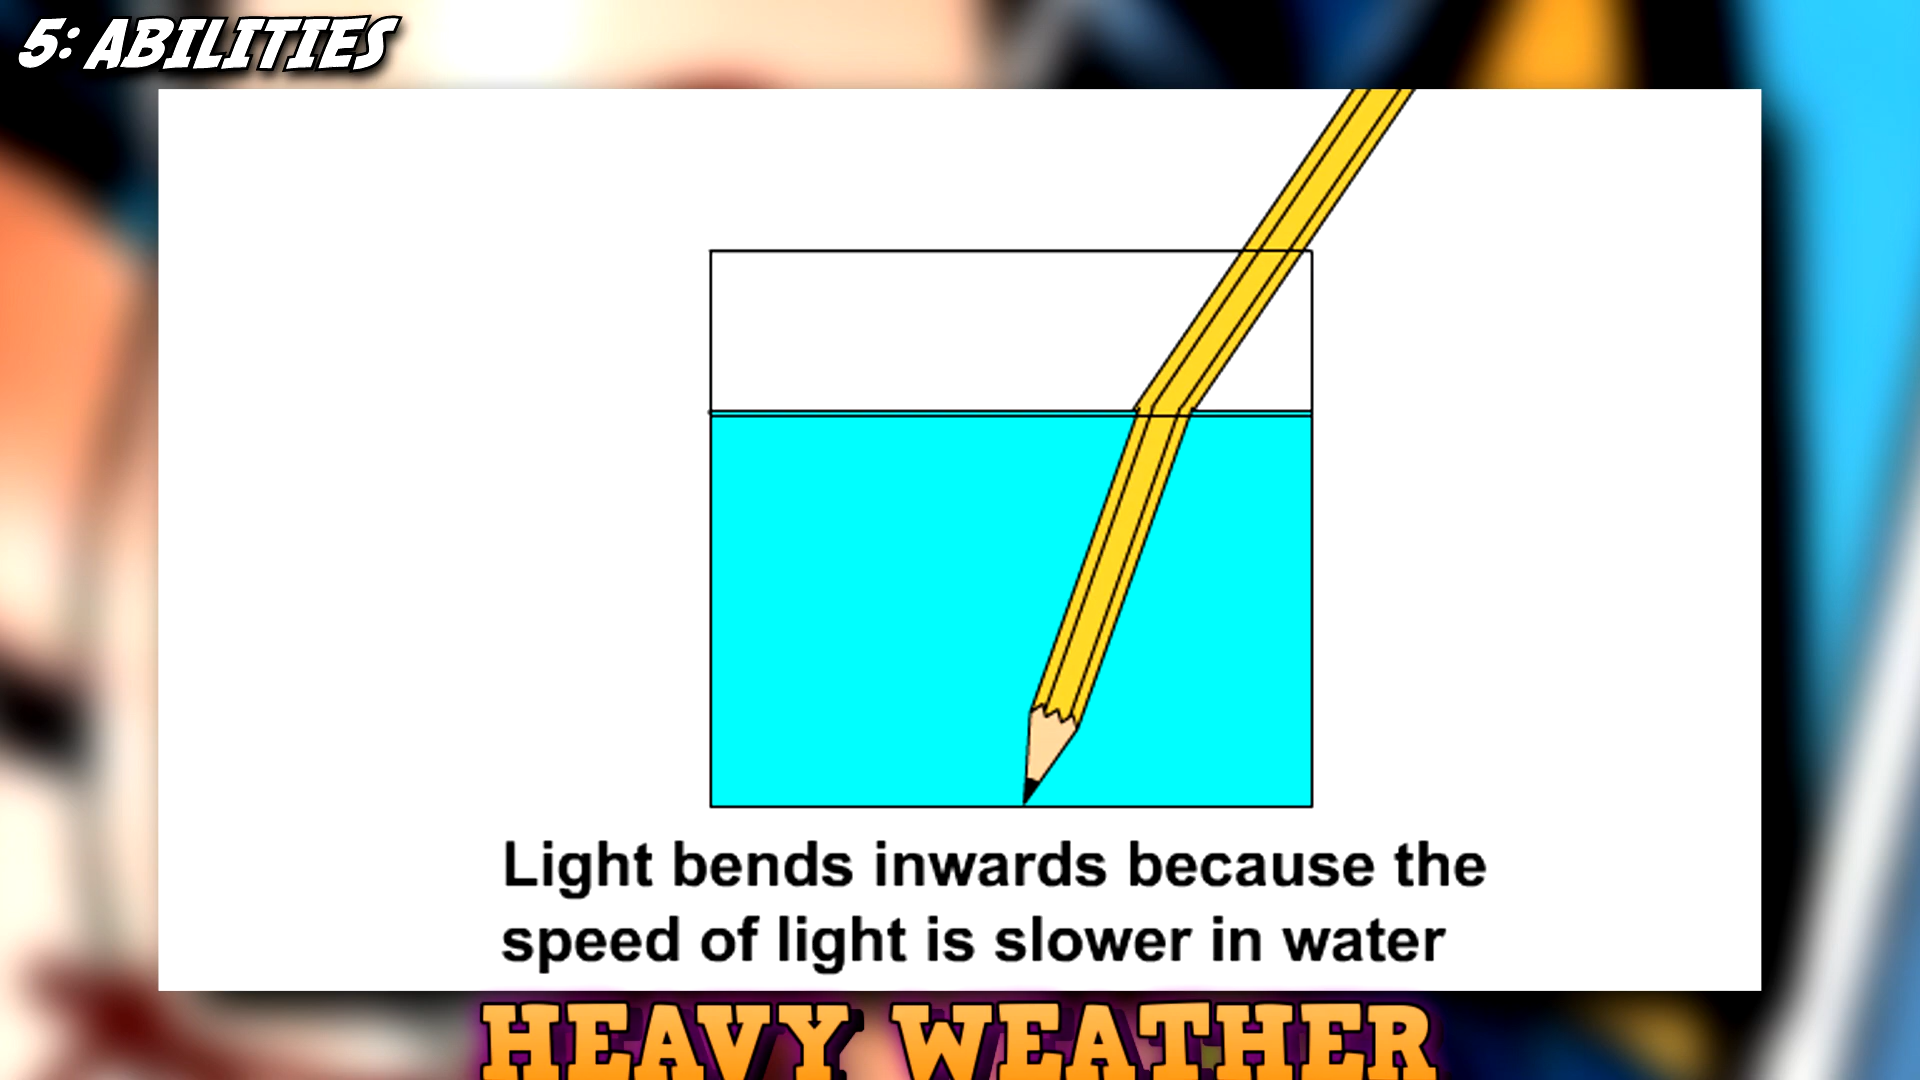 5: ABILITIES
Light bends inwards because the
speed of light is slower in water
HEAVY WEATHER